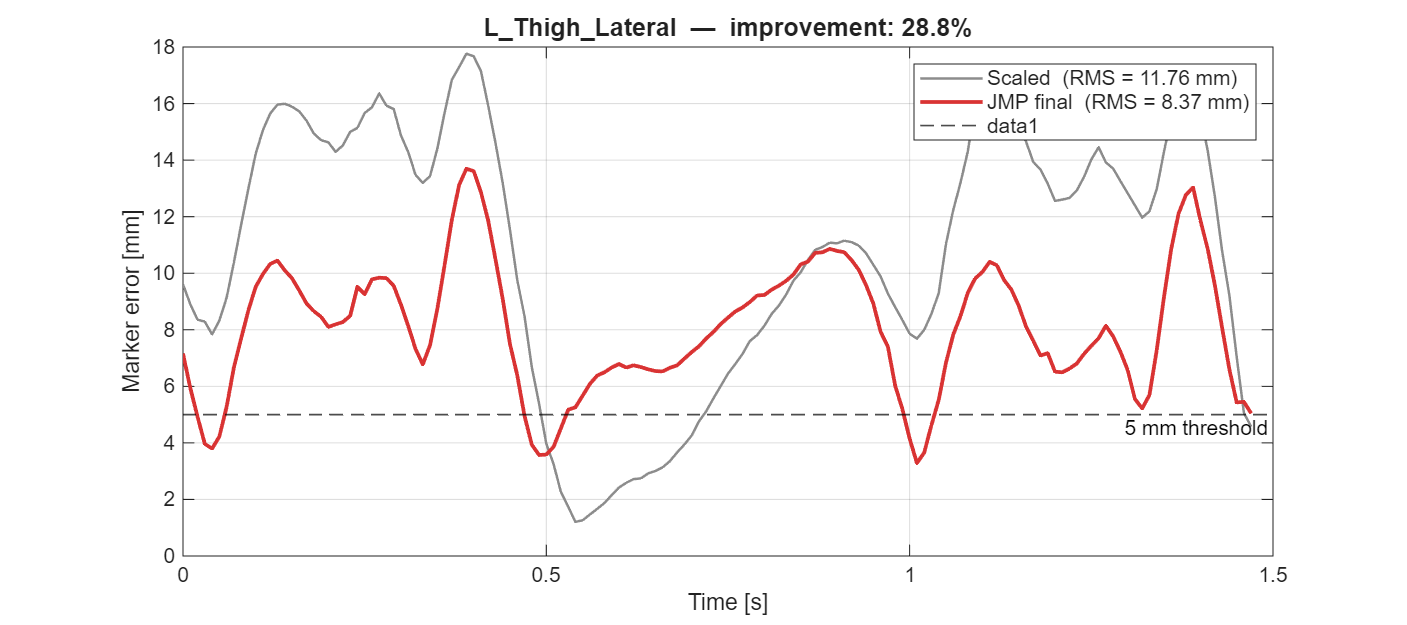 L_Thigh_Lateral — improvement: 28.8%
18
16
14
12
10
8
6
4
2
0
Marker error [mm]
Scaled (RMS = 11.76 mm)
JMP final (RMS = 8.37 mm)
data1
5 mm threshold
0
0.5
1
1.5
Time [s]